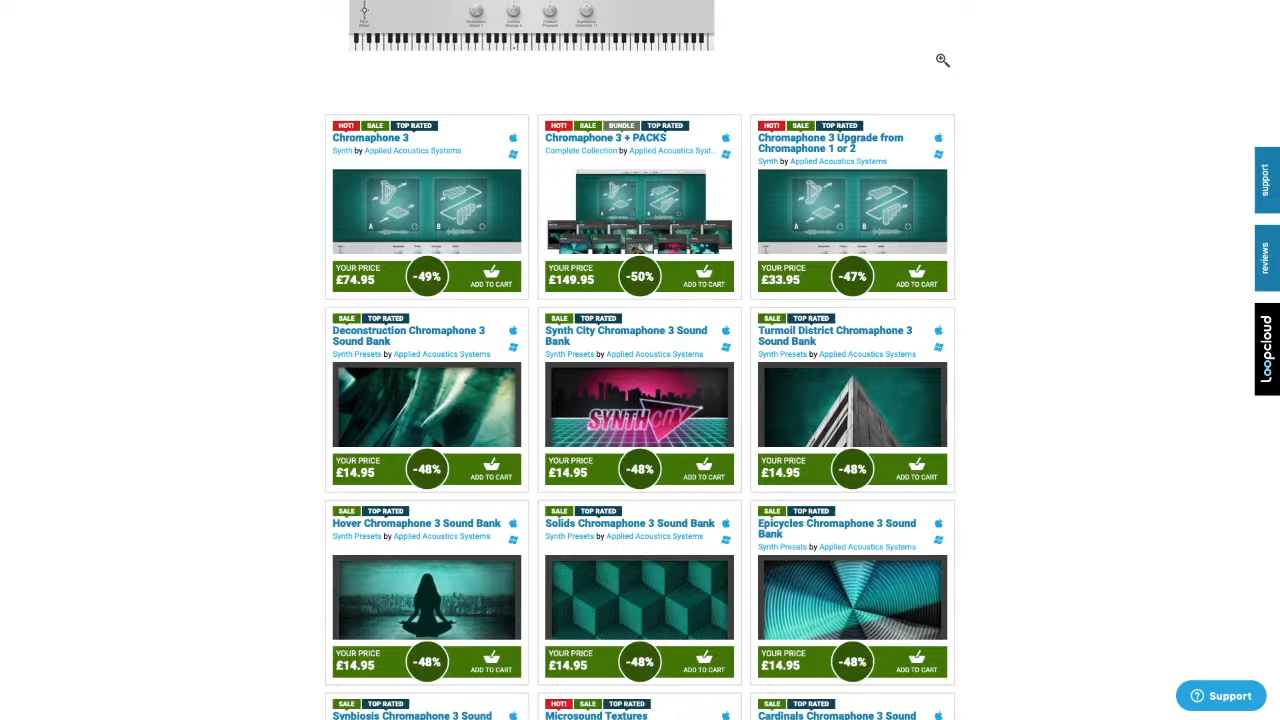 HOT! SALE TOP RATED
Chromaphone 3
Synth by Applied Acoustics Systems
A
B
YOUR PRICE
£74.95
-49%
ADD TO CART
HOT! SALE BUNDLE TOP RATED
Chromaphone 3 + PACKS
Complete Collection by Applied Acoustics Syst...
YOUR PRICE
£149.95
-50%
ADD TO CART
HOT! SALE TOP RATED
Chromaphone 3 Upgrade from
Chromaphone 1 or 2
Synth by Applied Acoustics Systems
A
B
YOUR PRICE
£33.95
-47%
ADD TO CART
SALE TOP RATED
Deconstruction Chromaphone 3
Sound Bank
Synth Presets by Applied Acoustics Systems
YOUR PRICE
£14.95
-48%
ADD TO CART
SALE TOP RATED
Synth City Chromaphone 3 Sound
Bank
Synth Presets by Applied Acoustics Systems
SYNTH CITY
YOUR PRICE
£14.95
-48%
ADD TO CART
SALE TOP RATED
Turmoil District Chromaphone 3
Sound Bank
Synth Presets by Applied Acoustics Systems
YOUR PRICE
£14.95
-48%
ADD TO CART
SALE TOP RATED
Hover Chromaphone 3 Sound Bank
Synth Presets by Applied Acoustics Systems
YOUR PRICE
£14.95
-48%
ADD TO CART
SALE TOP RATED
Solids Chromaphone 3 Sound Bank
Synth Presets by Applied Acoustics Systems
YOUR PRICE
£14.95
-48%
ADD TO CART
SALE TOP RATED
Epicycles Chromaphone 3 Sound
Bank
Synth Presets by Applied Acoustics Systems
YOUR PRICE
£14.95
-48%
ADD TO CART
SALE TOP RATED
Synbiosis Chromaphone 3 Sound
HOT! SALE TOP RATED
Microsound Textures
SALE TOP RATED
Cardinals Chromaphone 3 Sound
support
reviews
Loopcloud
Support